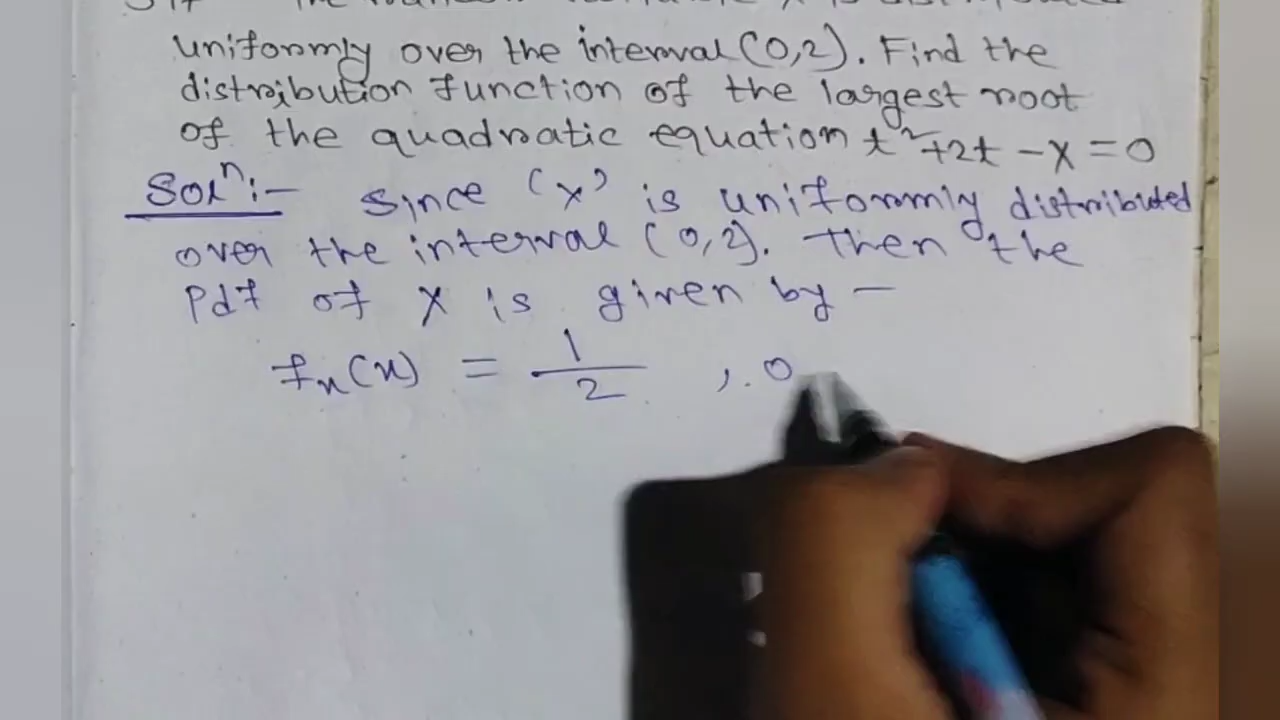 uniformly over the interval (0,2). Find the
distribution function of the largest root
of the quadratic equation t²+2t-x=0
Solⁿ:- Since 'x' is uniformly distributed
over the interval (0,2). Then the
Pdf of X is given by -
fₓ(x) = 1/2 , 0